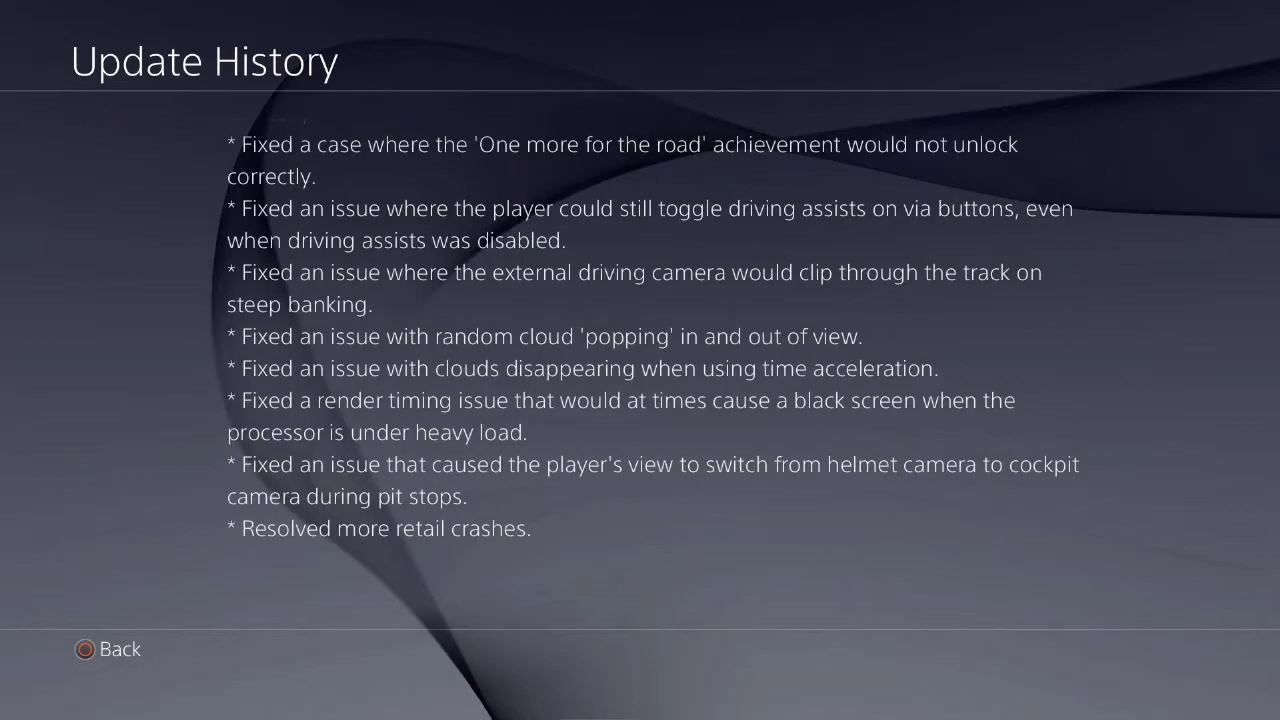 Update History
* Fixed a case where the 'One more for the road' achievement would not unlock
correctly.
* Fixed an issue where the player could still toggle driving assists on via buttons, even
when driving assists was disabled.
* Fixed an issue where the external driving camera would clip through the track on
steep banking.
* Fixed an issue with random cloud 'popping' in and out of view.
* Fixed an issue with clouds disappearing when using time acceleration.
* Fixed a render timing issue that would at times cause a black screen when the
processor is under heavy load.
* Fixed an issue that caused the player's view to switch from helmet camera to cockpit
camera during pit stops.
* Resolved more retail crashes.
Back